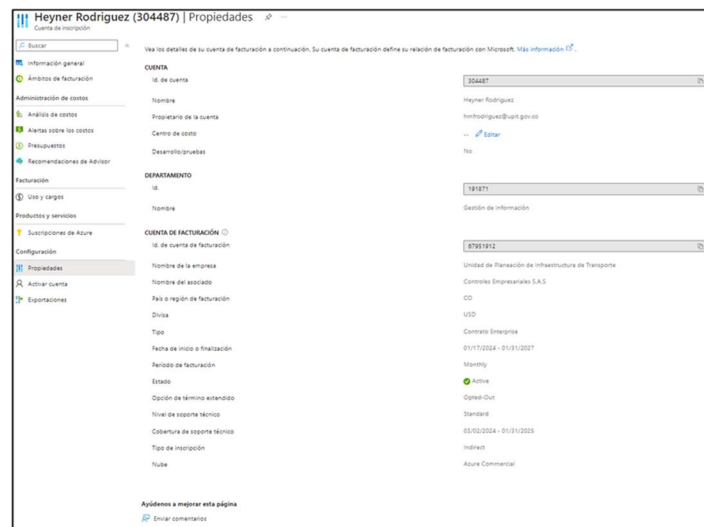 Heyner Rodriguez (304487) | Propiedades
Cuenta de inscripción
Buscar
Información general
Ámbitos de facturación
Administración de costos
Análisis de costos
Alertas sobre los costos
Presupuestos
Recomendaciones de Advisor
Facturación
Uso y cargos
Productos y servicios
Suscripciones de Azure
Configuración
Propiedades
Activar cuenta
Exportaciones
Vea los detalles de su cuenta de facturación a continuación. Su cuenta de facturación define su relación de facturación con Microsoft. Más información.
CUENTA
Id. de cuenta 304487
Nombre Heyner Rodriguez
Propietario de la cuenta hmfrodriguez@upit.gov.co
Centro de costo -- Editar
Desarrollo/pruebas No
DEPARTAMENTO
Id. 191871
Nombre Gestión de Información
CUENTA DE FACTURACIÓN
Id. de cuenta de facturación 67951912
Nombre de la empresa Unidad de Planeación de Infraestructura de Transporte
Nombre del asociado Controles Empresariales S.A.S
País o región de facturación CO
Divisa USD
Tipo Contrato Enterprise
Fecha de inicio o finalización 01/17/2024 - 01/31/2027
Período de facturación Monthly
Estado Active
Opción de término extendido Opted-Out
Nivel de soporte técnico Standard
Cobertura de soporte técnico 03/02/2024 - 01/31/2025
Tipo de inscripción Indirect
Nube Azure Commercial
Ayúdenos a mejorar esta página
Enviar comentarios